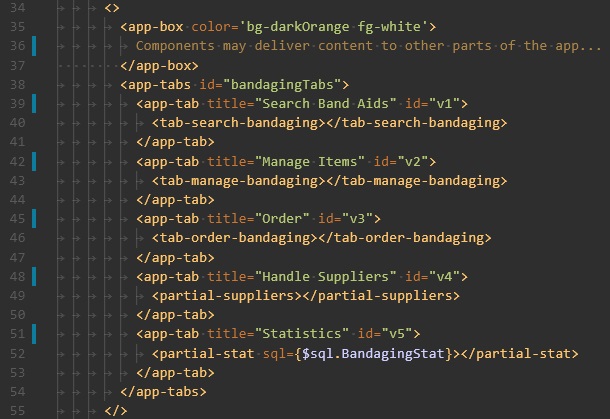 34 <>
35 <app-box color='bg-darkOrange fg-white'>
36 Components may deliver content to other parts of the app...
37 </app-box>
38 <app-tabs id="bandagingTabs">
39 <app-tab title="Search Band Aids" id="v1">
40 <tab-search-bandaging></tab-search-bandaging>
41 </app-tab>
42 <app-tab title="Manage Items" id="v2">
43 <tab-manage-bandaging></tab-manage-bandaging>
44 </app-tab>
45 <app-tab title="Order" id="v3">
46 <tab-order-bandaging></tab-order-bandaging>
47 </app-tab>
48 <app-tab title="Handle Suppliers" id="v4">
49 <partial-suppliers></partial-suppliers>
50 </app-tab>
51 <app-tab title="Statistics" id="v5">
52 <partial-stat sql={$sql.BandagingStat}></partial-stat>
53 </app-tab>
54 </app-tabs>
55 </>